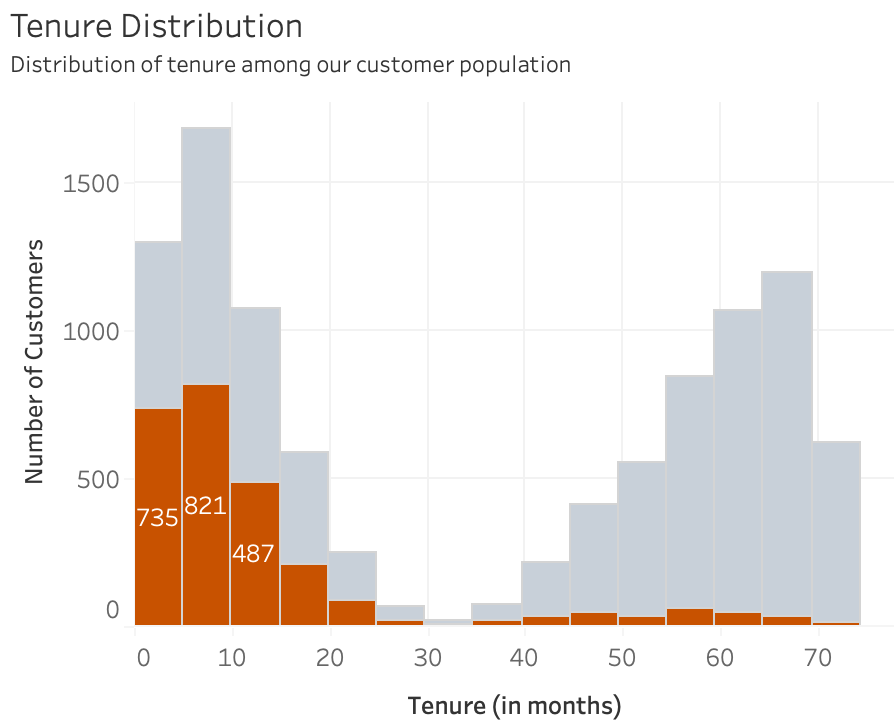 Tenure Distribution
Distribution of tenure among our customer population
Number of Customers
1500
1000
500
0
735
821
487
0 10 20 30 40 50 60 70
Tenure (in months)